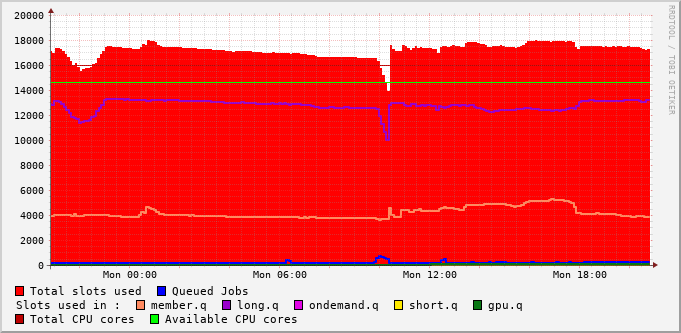 20000
18000
16000
14000
12000
10000
8000
6000
4000
2000
0
Mon 00:00 Mon 06:00 Mon 12:00 Mon 18:00
RRDTOOL / TOBI OETIKER
Total slots used Queued Jobs
Slots used in : member.q long.q ondemand.q short.q gpu.q
Total CPU cores Available CPU cores